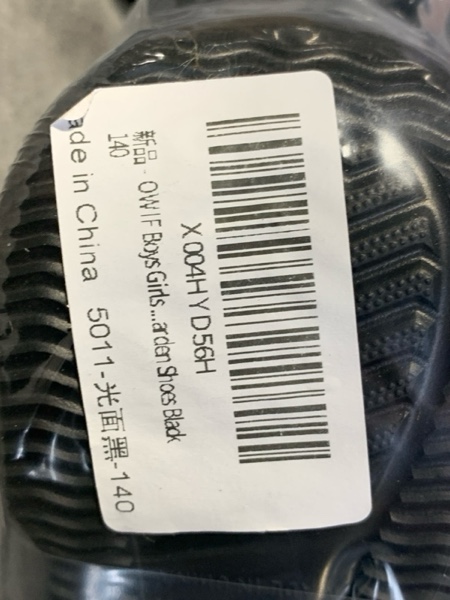 X004HYD56H
新品 - OWIF Boys Girls ...arden Shoes Black
140
ade in China 5011-光面黑-140